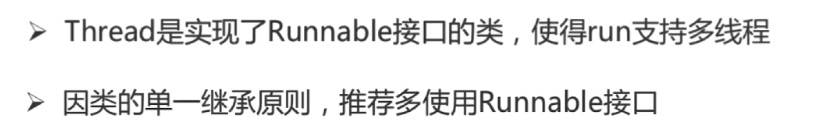 ➢ Thread是实现了Runnable接口的类，使得run支持多线程
➢ 因类的单一继承原则，推荐多使用Runnable接口